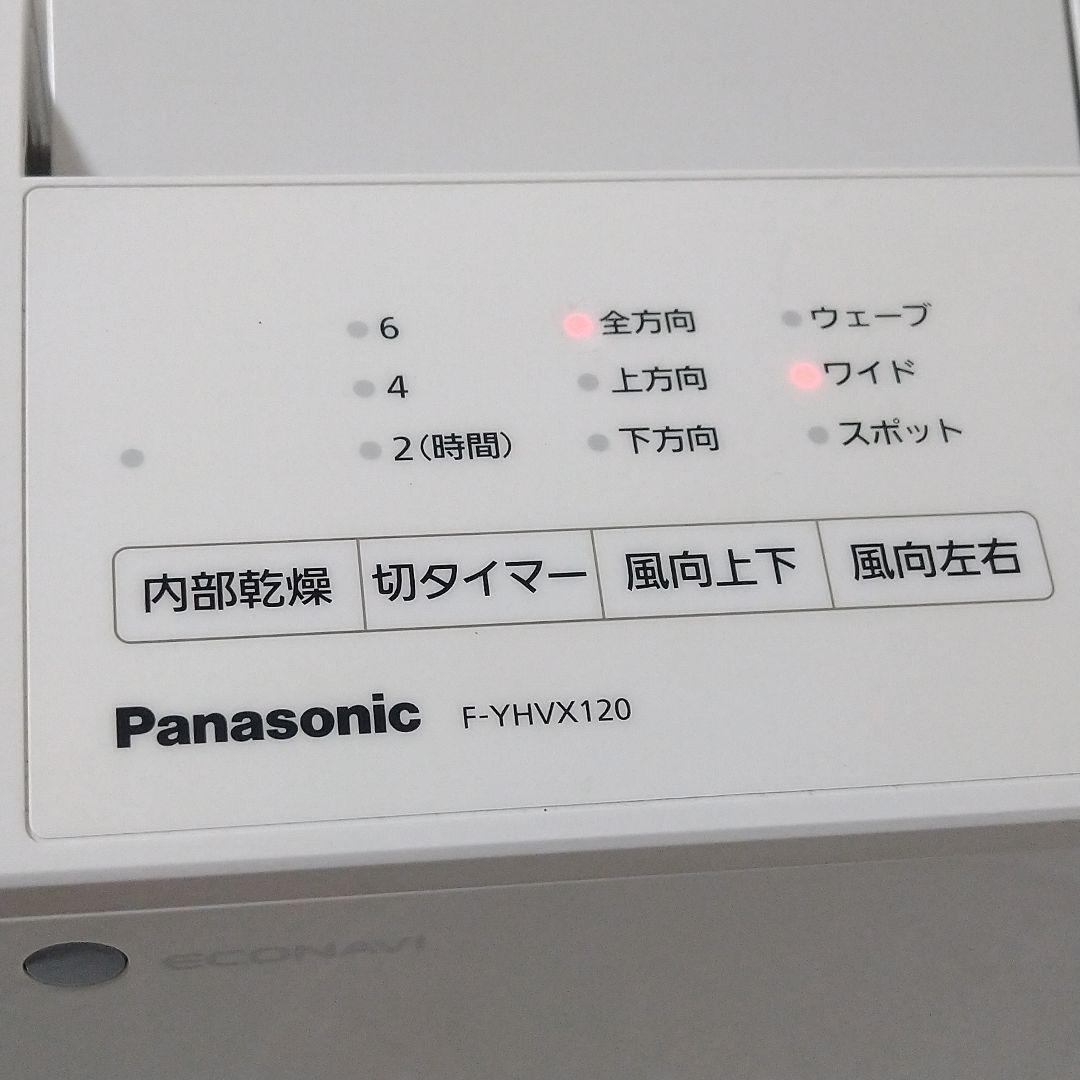 6 全方向 ウェーブ
4 上方向 ワイド
2(時間) 下方向 スポット
内部乾燥 切タイマー 風向上下 風向左右
Panasonic F-YHVX120
ECONAVI